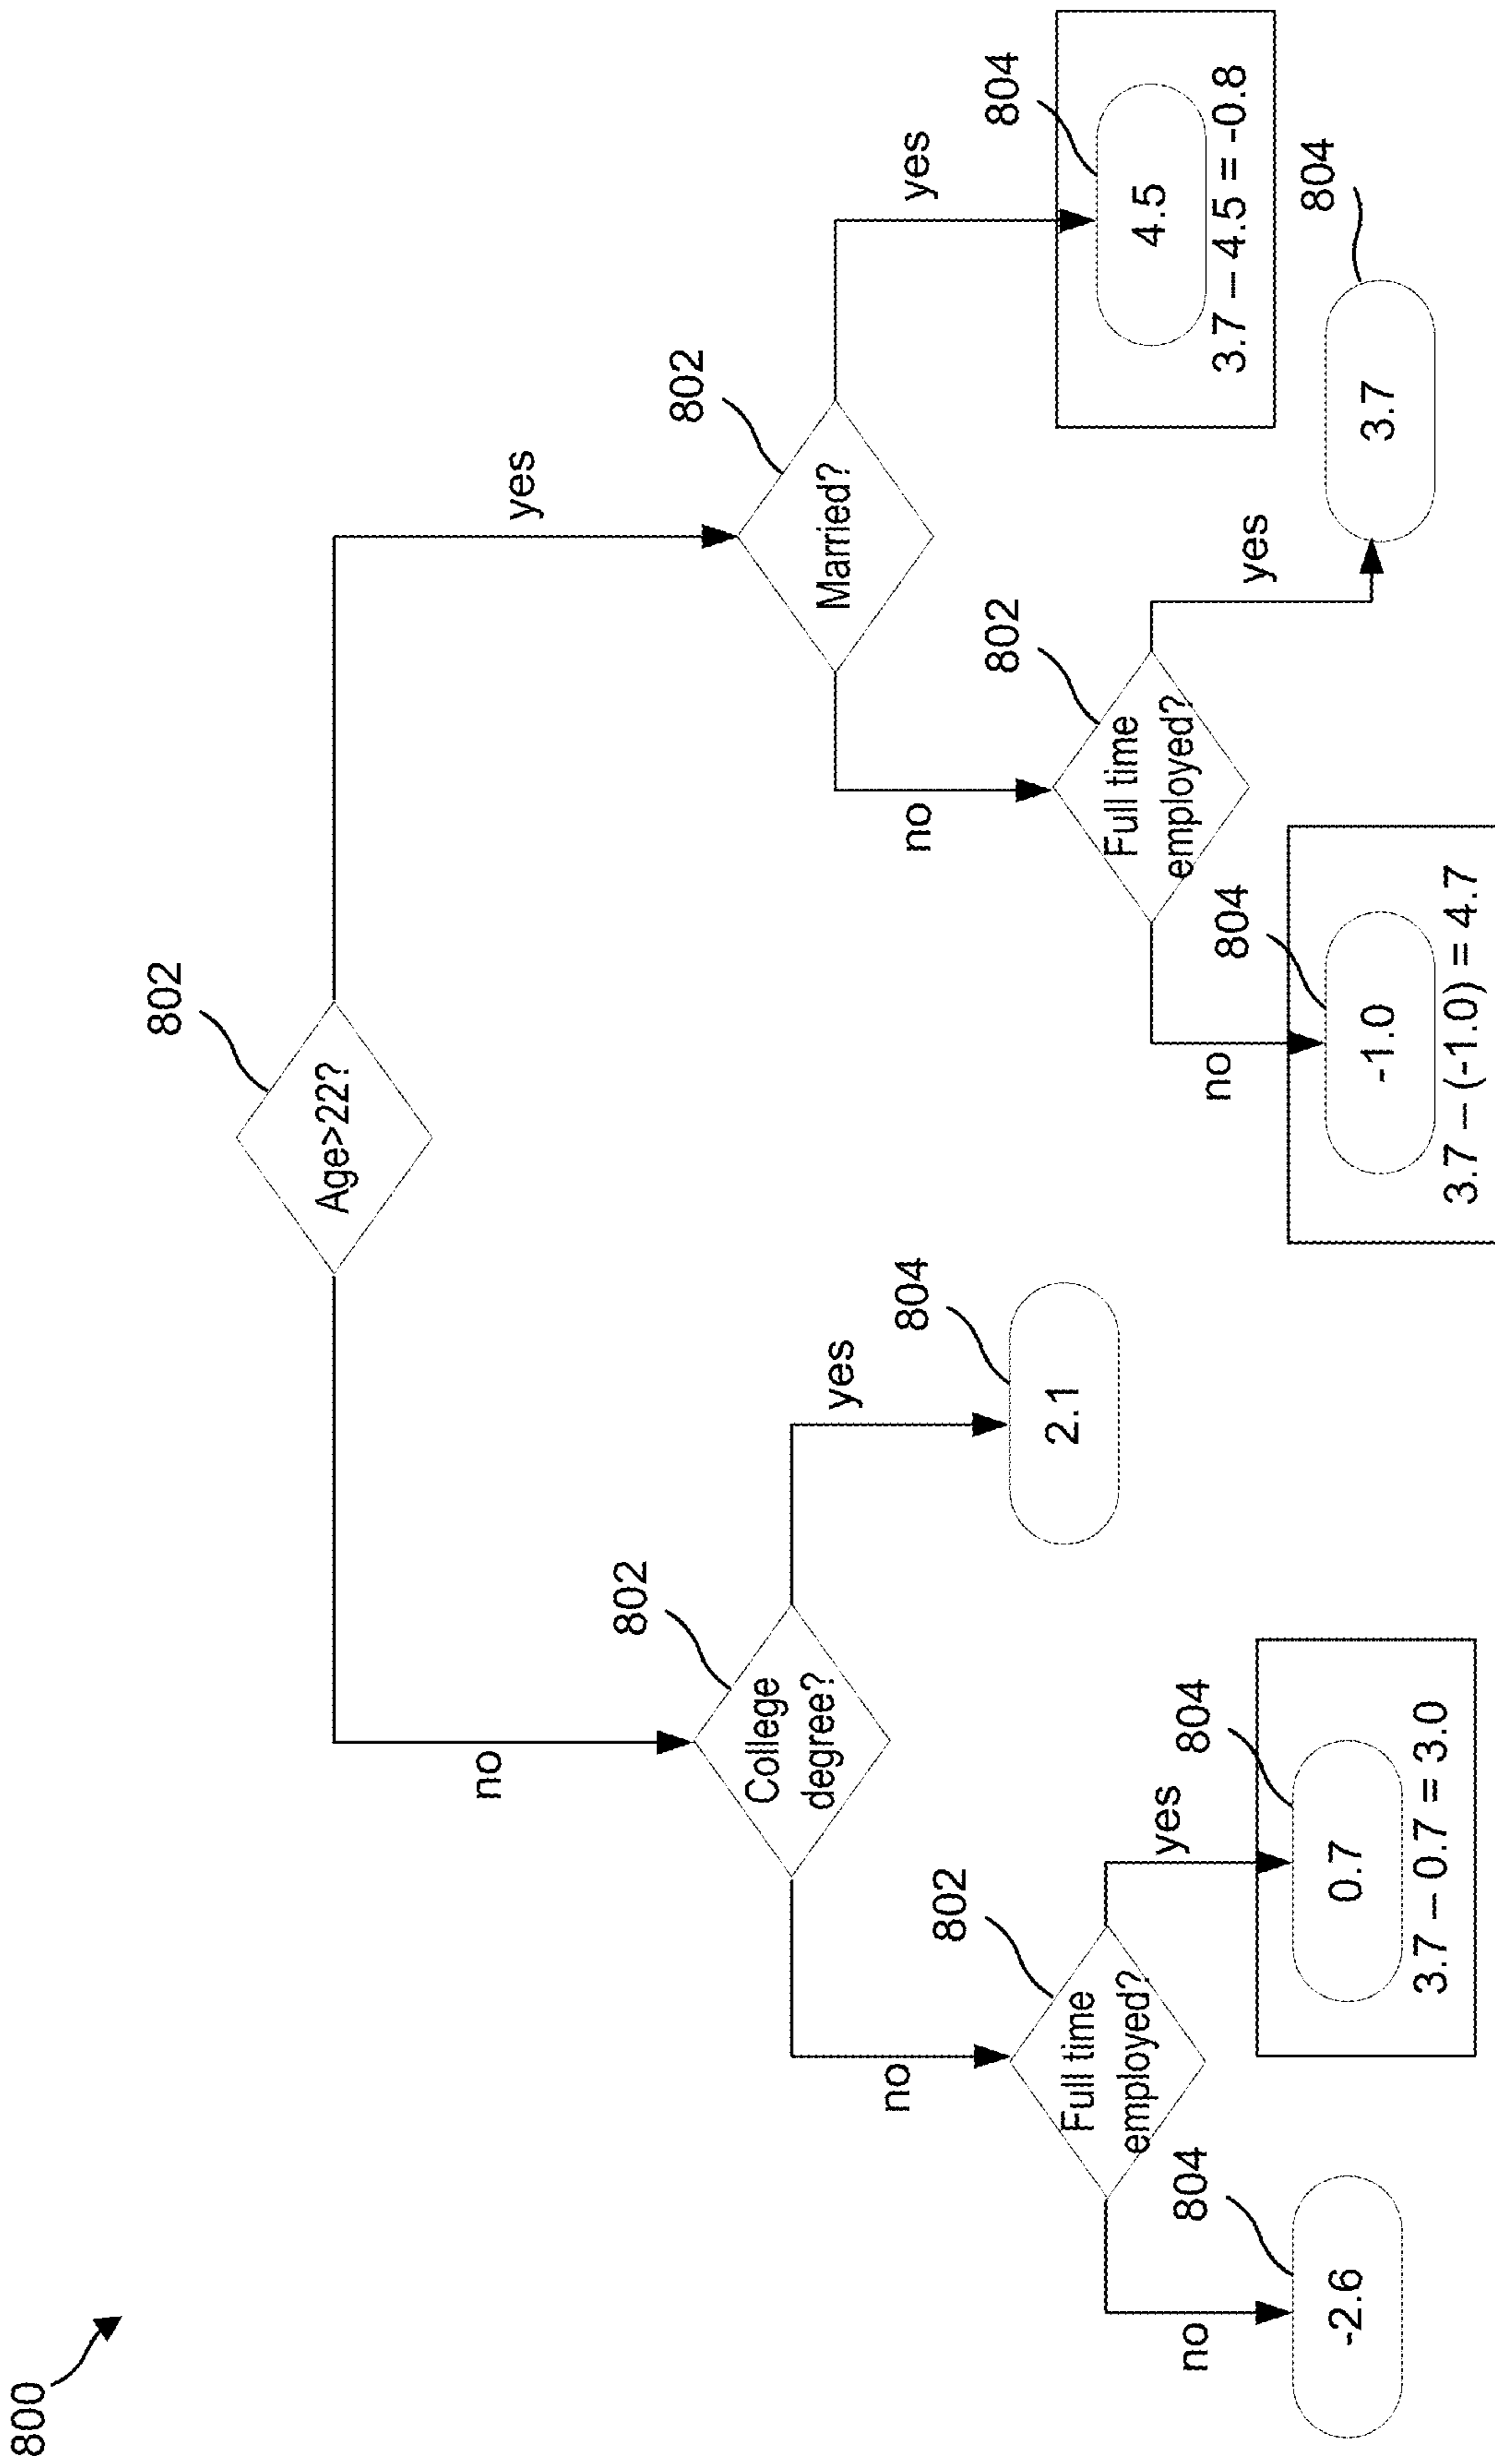 800
802
Age>22?
no
yes
802
College
degree?
no
yes
802
Married?
no
yes
802
Full time
employed?
no
yes
804
2.1
802
Full time
employed?
no
yes
804
4.5
3.7 – 4.5 = -0.8
804
-2.6
804
0.7
3.7 – 0.7 = 3.0
804
-1.0
3.7 – (-1.0) = 4.7
804
3.7